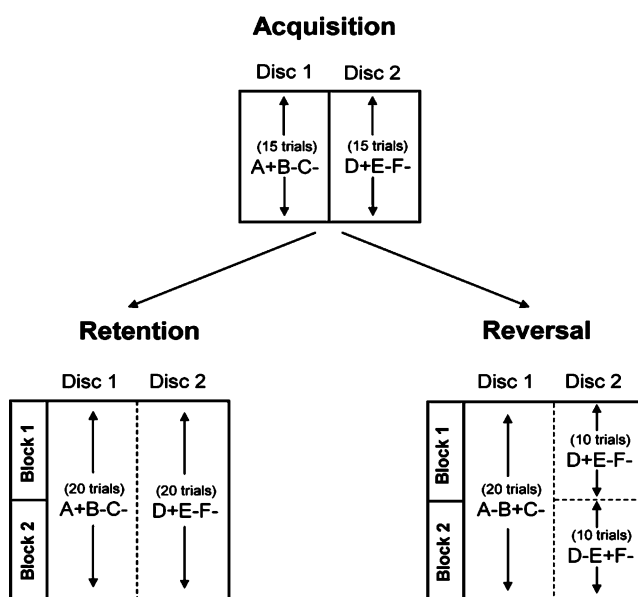 Acquisition
Disc 1 Disc 2
(15 trials) (15 trials)
A+B-C- D+E-F-
Retention
Disc 1 Disc 2
Block 1
Block 2
(20 trials) (20 trials)
A+B-C- D+E-F-
Reversal
Disc 1 Disc 2
Block 1
Block 2
(20 trials)
A-B+C-
(10 trials)
D+E-F-
(10 trials)
D-E+F-